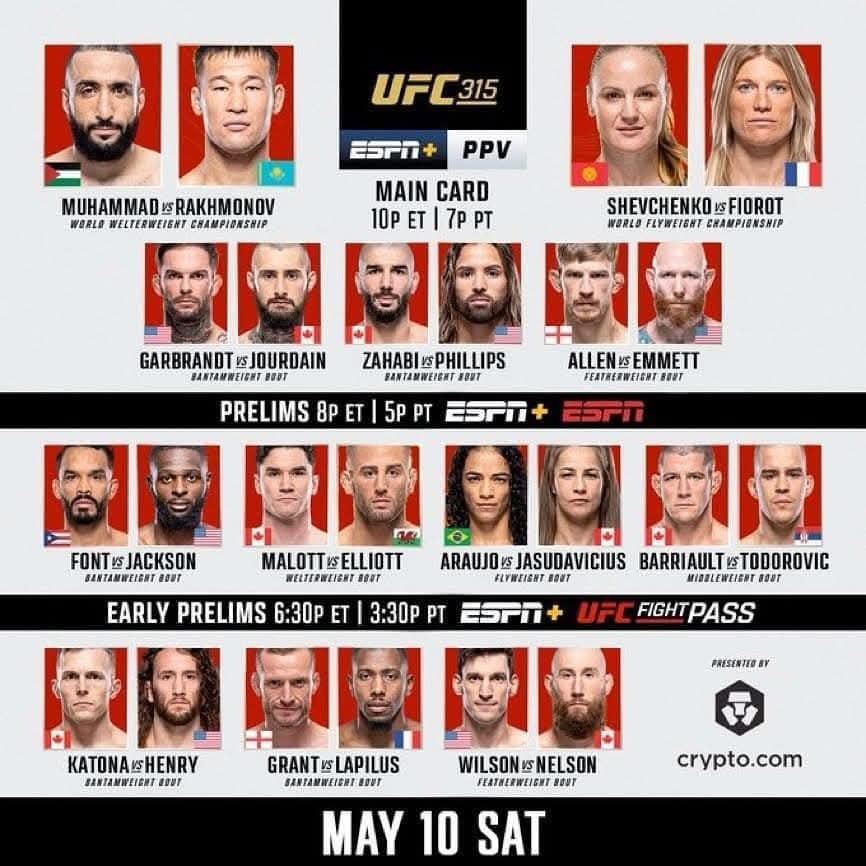 UFC 315
ESPN+ PPV
MAIN CARD
10P ET | 7P PT
MUHAMMAD VS RAKHMONOV
WORLD WELTERWEIGHT CHAMPIONSHIP
SHEVCHENKO VS FIOROT
WORLD FLYWEIGHT CHAMPIONSHIP
GARBRANDT VS JOURDAIN
BANTAMWEIGHT BOUT
ZAHABI VS PHILLIPS
BANTAMWEIGHT BOUT
ALLEN VS EMMETT
FEATHERWEIGHT BOUT
PRELIMS 8P ET | 5P PT ESPN+ ESPN
FONT VS JACKSON
BANTAMWEIGHT BOUT
MALOTT VS ELLIOTT
WELTERWEIGHT BOUT
ARAUJO VS JASUDAVICIUS
FLYWEIGHT BOUT
BARRIAULT VS TODOROVIC
MIDDLEWEIGHT BOUT
EARLY PRELIMS 6:30P ET | 3:30P PT ESPN+ UFC FIGHT PASS
KATONA VS HENRY
BANTAMWEIGHT BOUT
GRANT VS LAPILUS
BANTAMWEIGHT BOUT
WILSON VS NELSON
FEATHERWEIGHT BOUT
PRESENTED BY
crypto.com
MAY 10 SAT